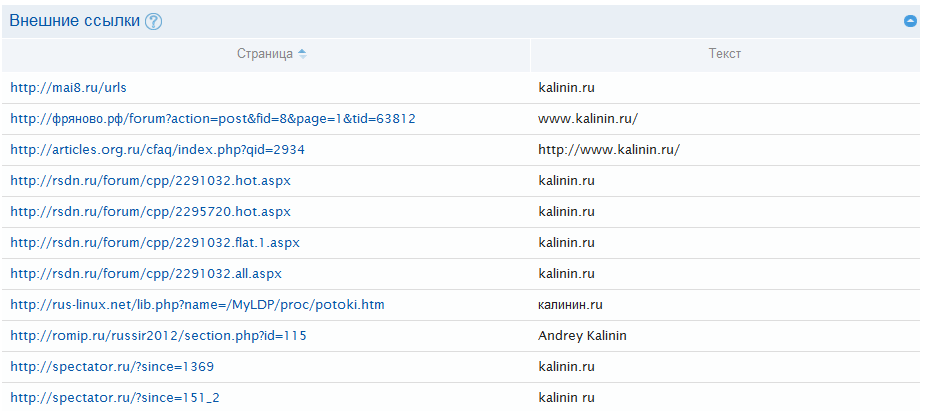 Внешние ссылки ?
Страница Текст
http://mai8.ru/urls kalinin.ru
http://фряново.рф/forum?action=post&fid=8&page=1&tid=63812 www.kalinin.ru/
http://articles.org.ru/cfaq/index.php?qid=2934 http://www.kalinin.ru/
http://rsdn.ru/forum/cpp/2291032.hot.aspx kalinin.ru
http://rsdn.ru/forum/cpp/2295720.hot.aspx kalinin.ru
http://rsdn.ru/forum/cpp/2291032.flat.1.aspx kalinin.ru
http://rsdn.ru/forum/cpp/2291032.all.aspx kalinin.ru
http://rus-linux.net/lib.php?name=/MyLDP/proc/potoki.htm калинин.ru
http://romip.ru/russir2012/section.php?id=115 Andrey Kalinin
http://spectator.ru/?since=1369 kalinin.ru
http://spectator.ru/?since=151_2 kalinin ru